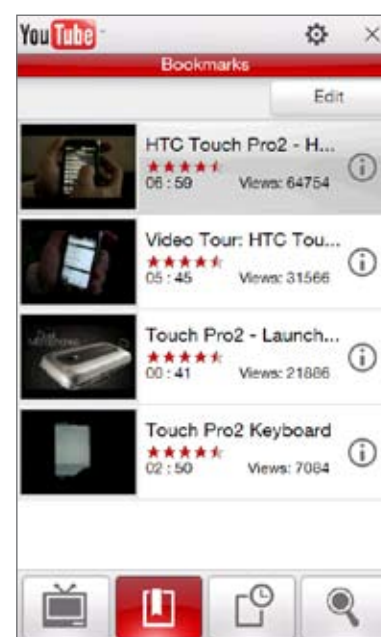 YouTube
Bookmarks
Edit
HTC Touch Pro2 - H...
06 : 59 Views: 64754
Video Tour: HTC Tou...
05 : 45 Views: 31566
Touch Pro2 - Launch...
00 : 41 Views: 21886
Touch Pro2 Keyboard
02 : 50 Views: 7084